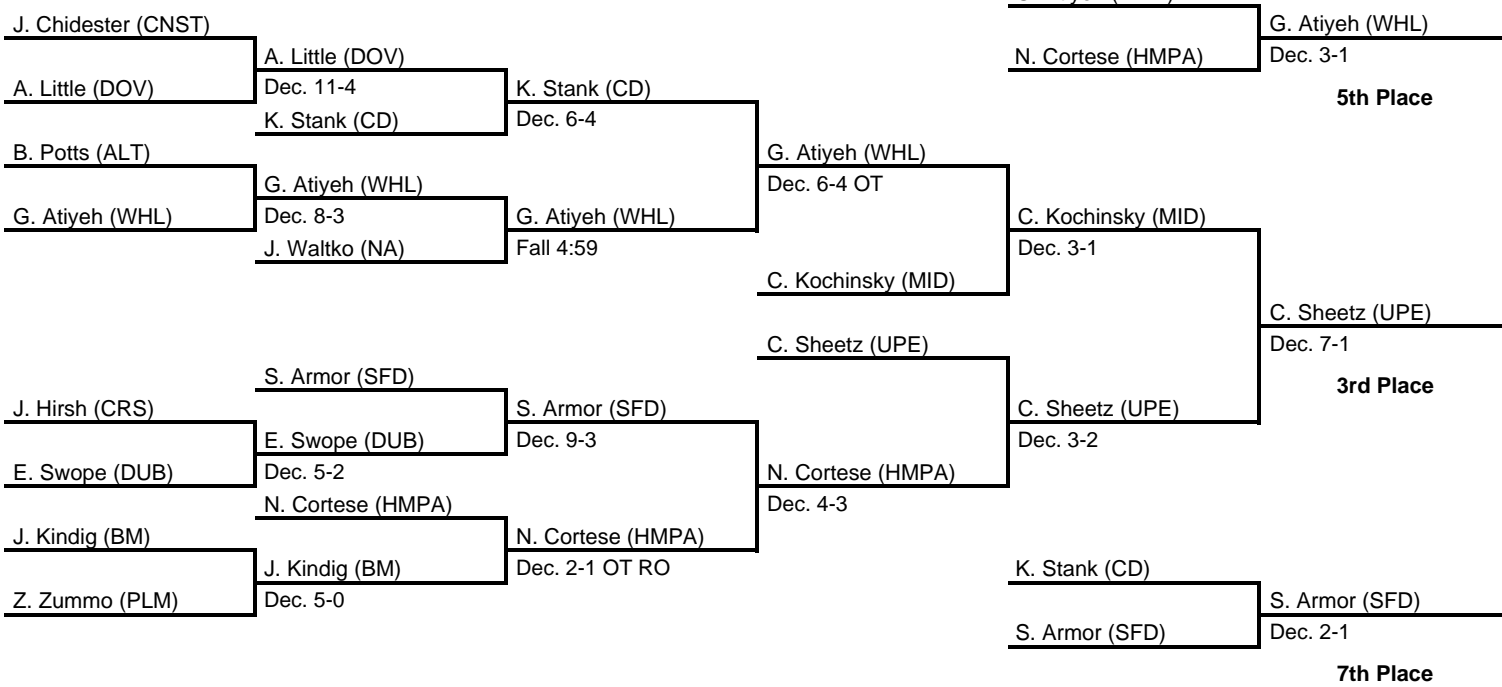 J. Chidester (CNST)
G. Atiyeh (WHL)
A. Little (DOV)
N. Cortese (HMPA)
Dec. 3-1
A. Little (DOV)
Dec. 11-4
K. Stank (CD)
5th Place
K. Stank (CD)
Dec. 6-4
B. Potts (ALT)
G. Atiyeh (WHL)
G. Atiyeh (WHL)
Dec. 6-4 OT
G. Atiyeh (WHL)
Dec. 8-3
G. Atiyeh (WHL)
C. Kochinsky (MID)
J. Waltko (NA)
Fall 4:59
Dec. 3-1
C. Kochinsky (MID)
C. Sheetz (UPE)
C. Sheetz (UPE)
Dec. 7-1
S. Armor (SFD)
3rd Place
J. Hirsh (CRS)
S. Armor (SFD)
C. Sheetz (UPE)
E. Swope (DUB)
Dec. 9-3
Dec. 3-2
E. Swope (DUB)
Dec. 5-2
N. Cortese (HMPA)
N. Cortese (HMPA)
Dec. 4-3
J. Kindig (BM)
N. Cortese (HMPA)
J. Kindig (BM)
Dec. 2-1 OT RO
K. Stank (CD)
Z. Zummo (PLM)
Dec. 5-0
S. Armor (SFD)
S. Armor (SFD)
Dec. 2-1
7th Place